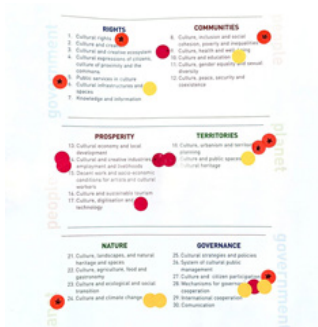 RIGHTS
1. Cultural rights
2. Culture and
3. Cultural and creative ecosystem
4. Cultural expressions of citizens,
culture of proximity and the
commons
5. Public services in culture
6. Cultural infrastructures and
spaces
7. Knowledge and information
COMMUNITIES
8. Culture, inclusion and social
cohesion, poverty and inequalities
9. Culture, health and well-being
10. Culture and education
11. Culture, gender equality and sexual
diversity
12. Culture, peace, security and
coexistence
PROSPERITY
13. Cultural economy and local
development
14. Cultural and creative industries,
employment and livelihoods
15. Decent work and socio economic
conditions for artists and cultural
workers
16. Culture and sustainable tourism
17. Culture, digitisation and
technology
TERRITORIES
18. Culture, urbanism and territorial
planning
Culture and public spaces
Cultural heritage
NATURE
21. Culture, landscapes, and natural
heritage and spaces
22. Culture, agriculture, food and
gastronomy
23. Culture and ecological and social
transition
24. Culture and climate change
GOVERNANCE
25. Cultural strategies and policies
26. System of cultural public
management
27. Culture and citizen participation
28. Mechanisms for governance
cooperation
29. International cooperation
30. Comunication
government
people
planet
government